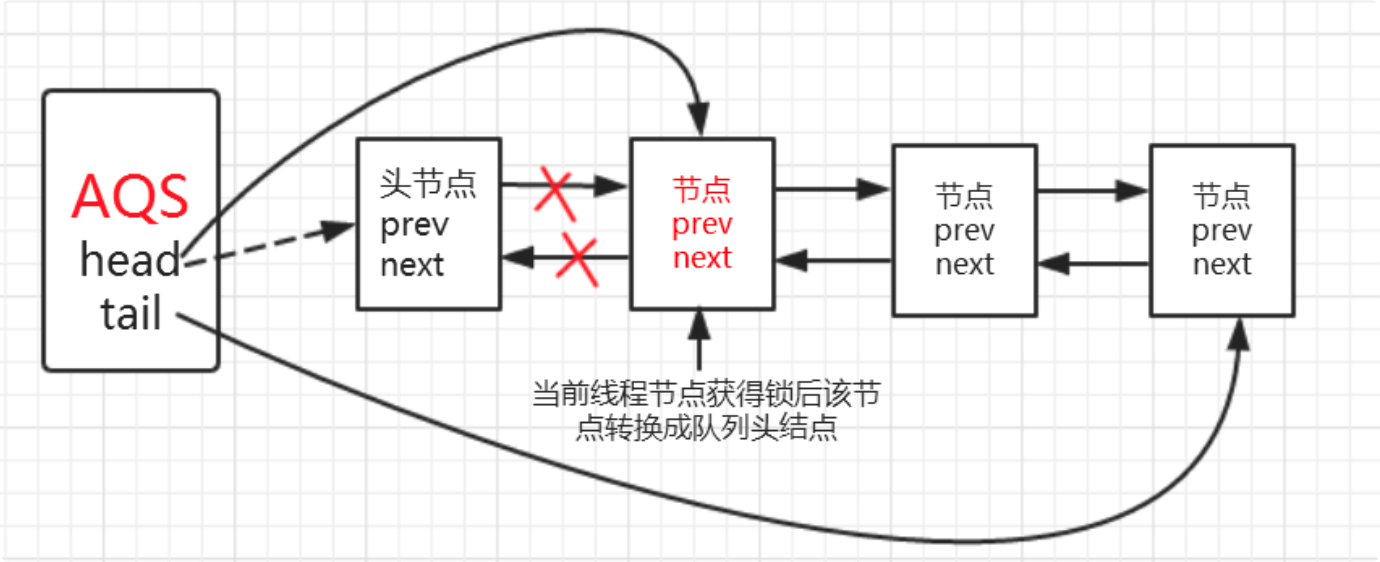 AQS
head
tail
头节点
prev
next
节点
prev
next
节点
prev
next
节点
prev
next
当前线程节点获得锁后该节
点转换成队列头结点